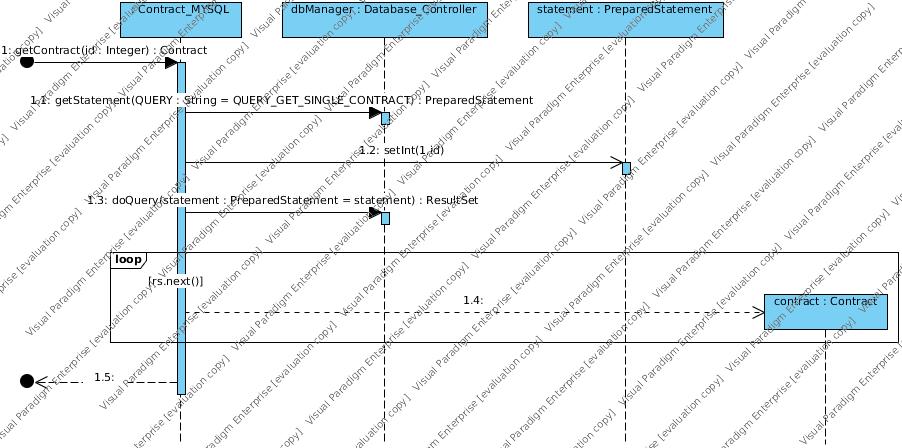 Contract_MYSQL
dbManager : Database_Controller
statement : PreparedStatement
1: getContract(id : Integer) : Contract
1.1: getStatement(QUERY : String = QUERY_GET_SINGLE_CONTRACT) : PreparedStatement
1.2: setInt(1,id)
1.3: doQuery(statement : PreparedStatement = statement) : ResultSet
loop
[rs.next()]
1.4:
contract : Contract
1.5:
Visual Paradigm Enterprise [evaluation copy]